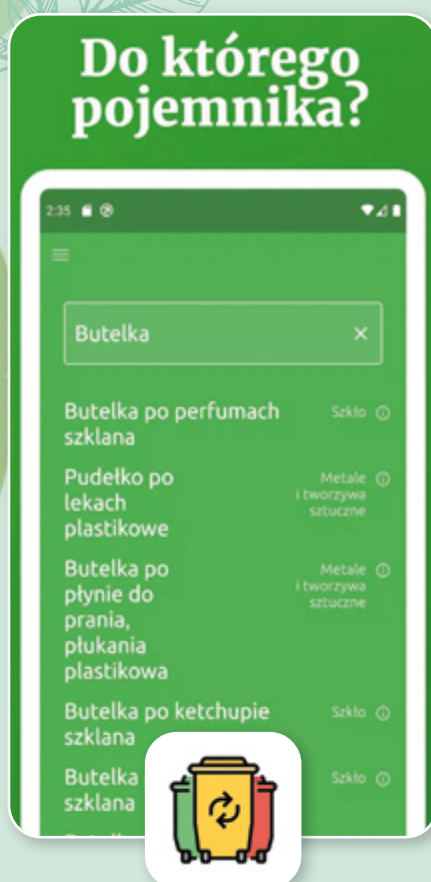 Do którego
pojemnika?
2:35
Butelka
Butelka po perfumach Szkło
szklana
Pudełko po Metale
lekach i tworzywa
plastikowe sztuczne
Butelka po Metale
płynie do i tworzywa
prania, sztuczne
płukania
plastikowa
Butelka po ketchupie Szkło
szklana
Butelka Szkło
szklana